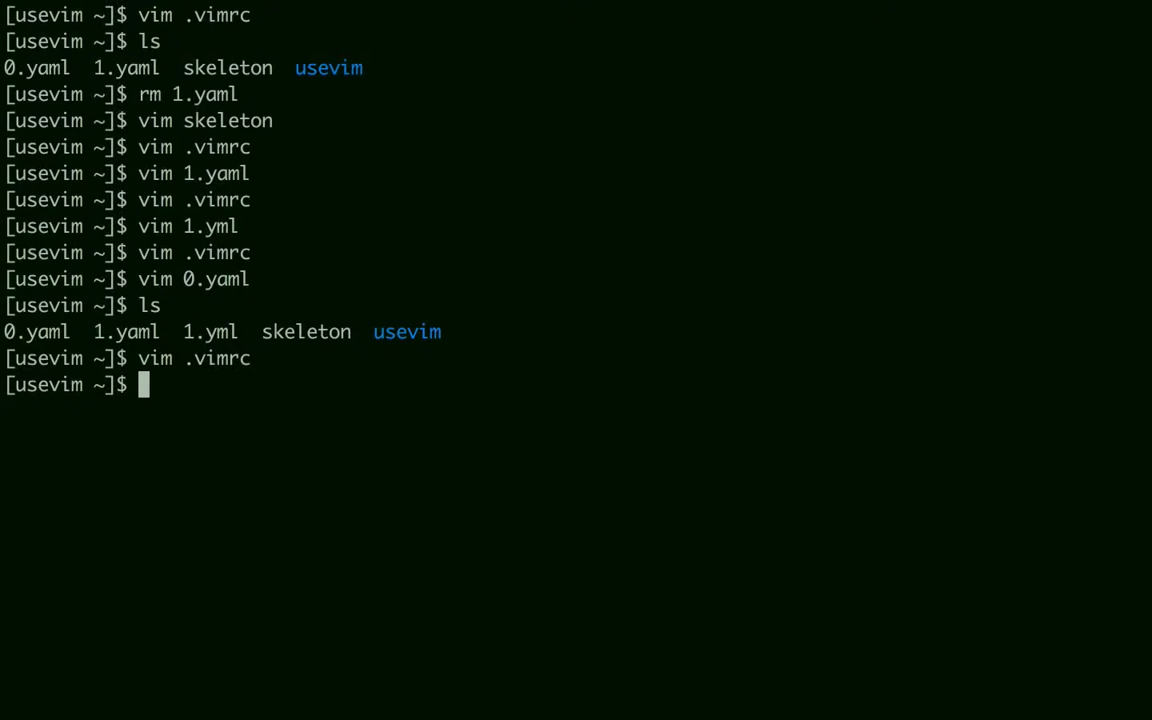 [usevim ~]$ vim .vimrc
[usevim ~]$ ls
0.yaml  1.yaml  skeleton  usevim
[usevim ~]$ rm 1.yaml
[usevim ~]$ vim skeleton
[usevim ~]$ vim .vimrc
[usevim ~]$ vim 1.yaml
[usevim ~]$ vim .vimrc
[usevim ~]$ vim 1.yml
[usevim ~]$ vim .vimrc
[usevim ~]$ vim 0.yaml
[usevim ~]$ ls
0.yaml  1.yaml  1.yml  skeleton  usevim
[usevim ~]$ vim .vimrc
[usevim ~]$